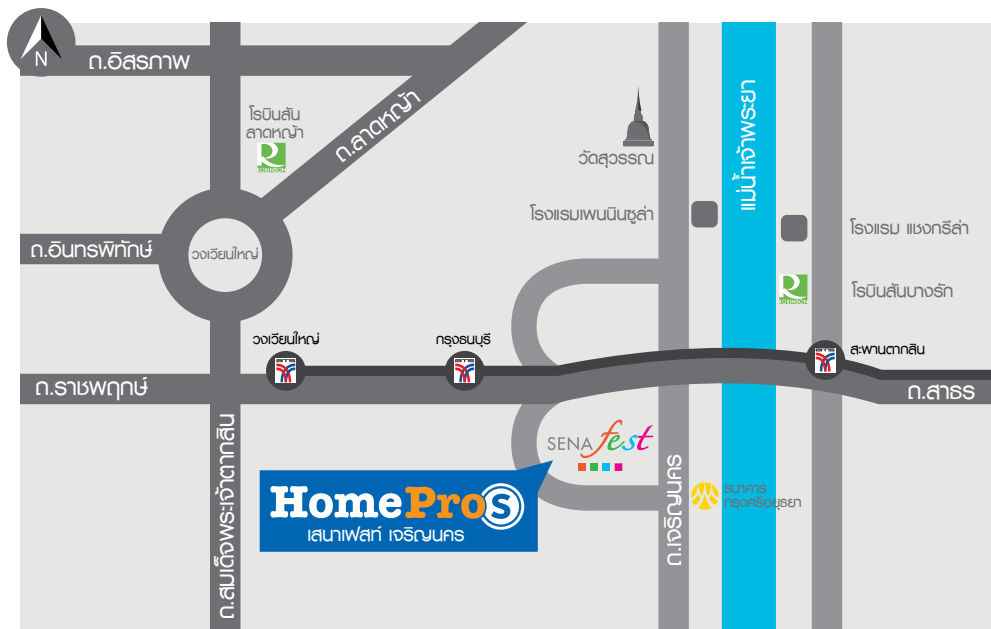 N
ถ.อิสรภาพ
โรบินสัน
ลาดหญ้า
R
ROBINSON
ถ.ลาดหญ้า
แม่น้ำเจ้าพระยา
วัดสุวรรณ
โรงแรมเพนนินซูล่า
โรงแรม แชงกรีล่า
ถ.อินทรพิทักษ์
วงเวียนใหญ่
R
ROBINSON
โรบินสันบางรัก
วงเวียนใหญ่
กรุงธนบุรี
สะพานตากสิน
ถ.ราชพฤกษ์
ถ.สาธร
ถ.สมเด็จพระเจ้าตากสิน
SENA fest
HomePro S
เสนาเฟสท์ เจริญนคร
ถ.เจริญนคร
ธนาคาร
กรุงศรีอยุธยา